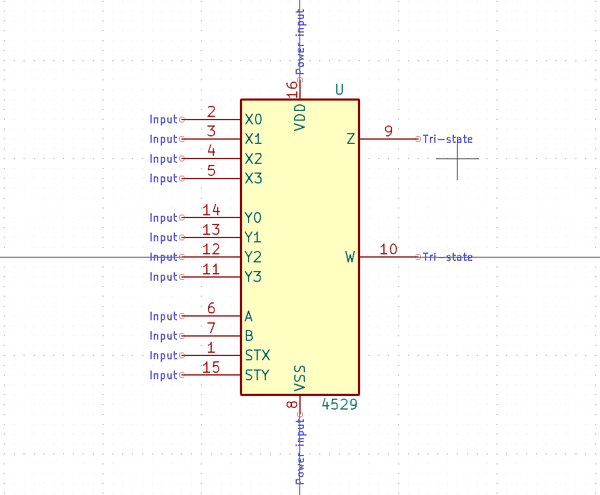 Power input
16
U
VDD
Input 2 X0
Input 3 X1
Z 9 Tri-state
Input 4 X2
Input 5 X3
Input 14 Y0
Input 13 Y1
Input 12 Y2
W 10 Tri-state
Input 11 Y3
Input 6 A
Input 7 B
Input 1 STX
Input 15 STY
VSS
8
4529
Power input